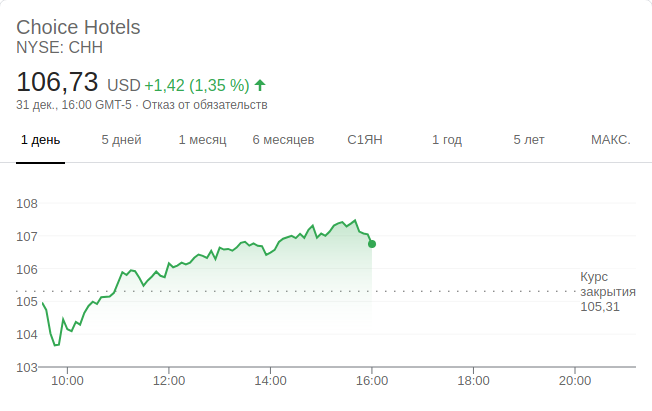 Choice Hotels
NYSE: CHH
106,73 USD +1,42 (1,35 %)
31 дек., 16:00 GMT-5 · Отказ от обязательств
1 день 5 дней 1 месяц 6 месяцев С1ЯН 1 год 5 лет МАКС.
108
107
106
105
104
103
Курс
закрытия
105,31
10:00 12:00 14:00 16:00 18:00 20:00